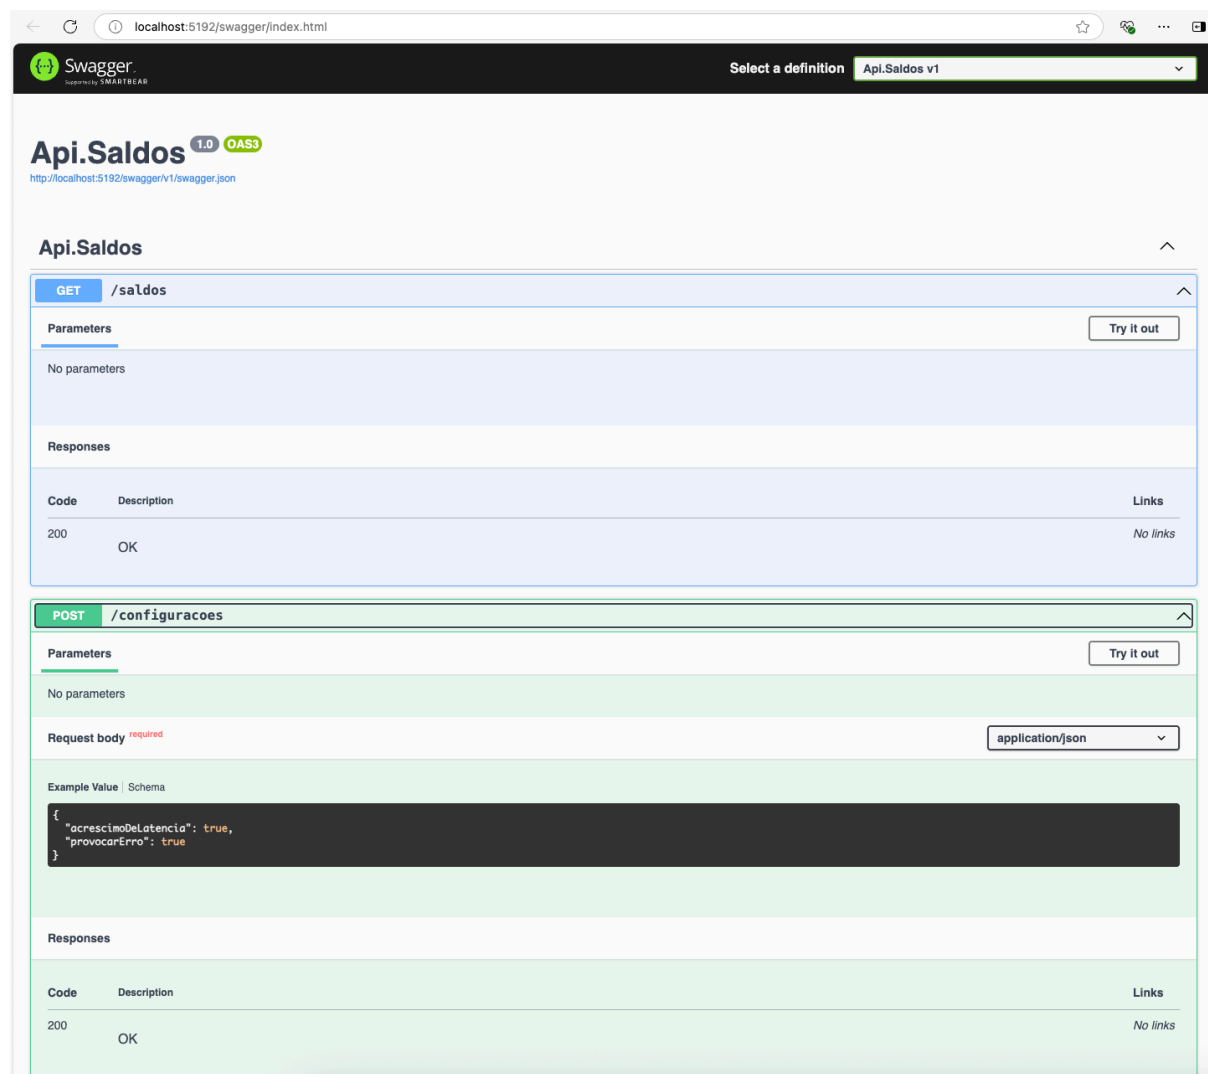 localhost:5192/swagger/index.html
Swagger
Supported by SMARTBEAR
Select a definition
Api.Saldos v1
Api.Saldos 1.0 OAS3
http://localhost:5192/swagger/v1/swagger.json
Api.Saldos
GET /saldos
Parameters
Try it out
No parameters
Responses
Code Description Links
200 No links
OK
POST /configuracoes
Parameters
Try it out
No parameters
Request body required
application/json
Example Value Schema
{
"acrescimoDeLatencia": true,
"provocarErro": true
}
Responses
Code Description Links
200 No links
OK